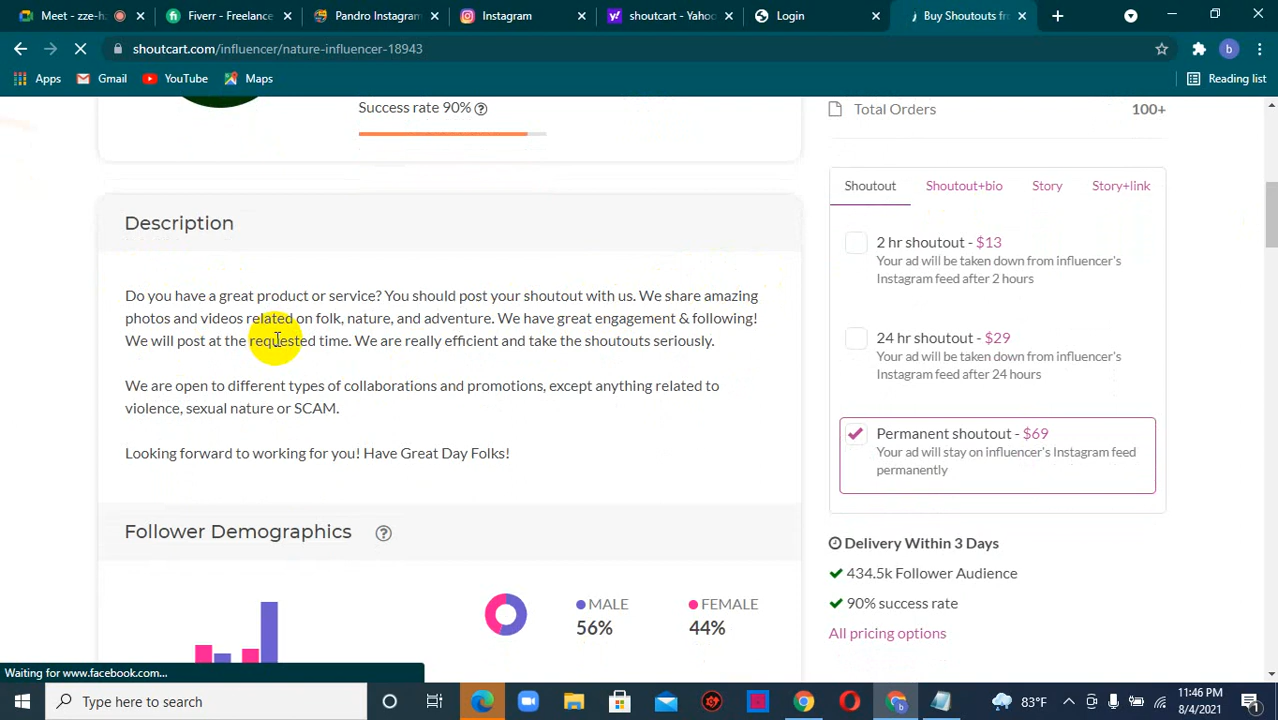 Meet - zze-h
Fiverr - Freelance
Pandro Instagram
Instagram
shoutcart - Yahoo
Login
Buy Shoutouts fr
shoutcart.com/influencer/nature-influencer-18943
b
Apps
Gmail
YouTube
Maps
Reading list
Success rate 90% ?
Total Orders 100+
Description
Do you have a great product or service? You should post your shoutout with us. We share amazing
photos and videos related on folk, nature, and adventure. We have great engagement & following!
We will post at the requested time. We are really efficient and take the shoutouts seriously.
We are open to different types of collaborations and promotions, except anything related to
violence, sexual nature or SCAM.
Looking forward to working for you! Have Great Day Folks!
Follower Demographics ?
MALE
56%
FEMALE
44%
Shoutout
Shoutout+bio
Story
Story+link
2 hr shoutout - $13
Your ad will be taken down from influencer's
Instagram feed after 2 hours
24 hr shoutout - $29
Your ad will be taken down from influencer's
Instagram feed after 24 hours
Permanent shoutout - $69
Your ad will stay on influencer's Instagram feed
permanently
Delivery Within 3 Days
434.5k Follower Audience
90% success rate
All pricing options
Waiting for www.facebook.com...
Type here to search
83°F
11:46 PM
8/4/2021